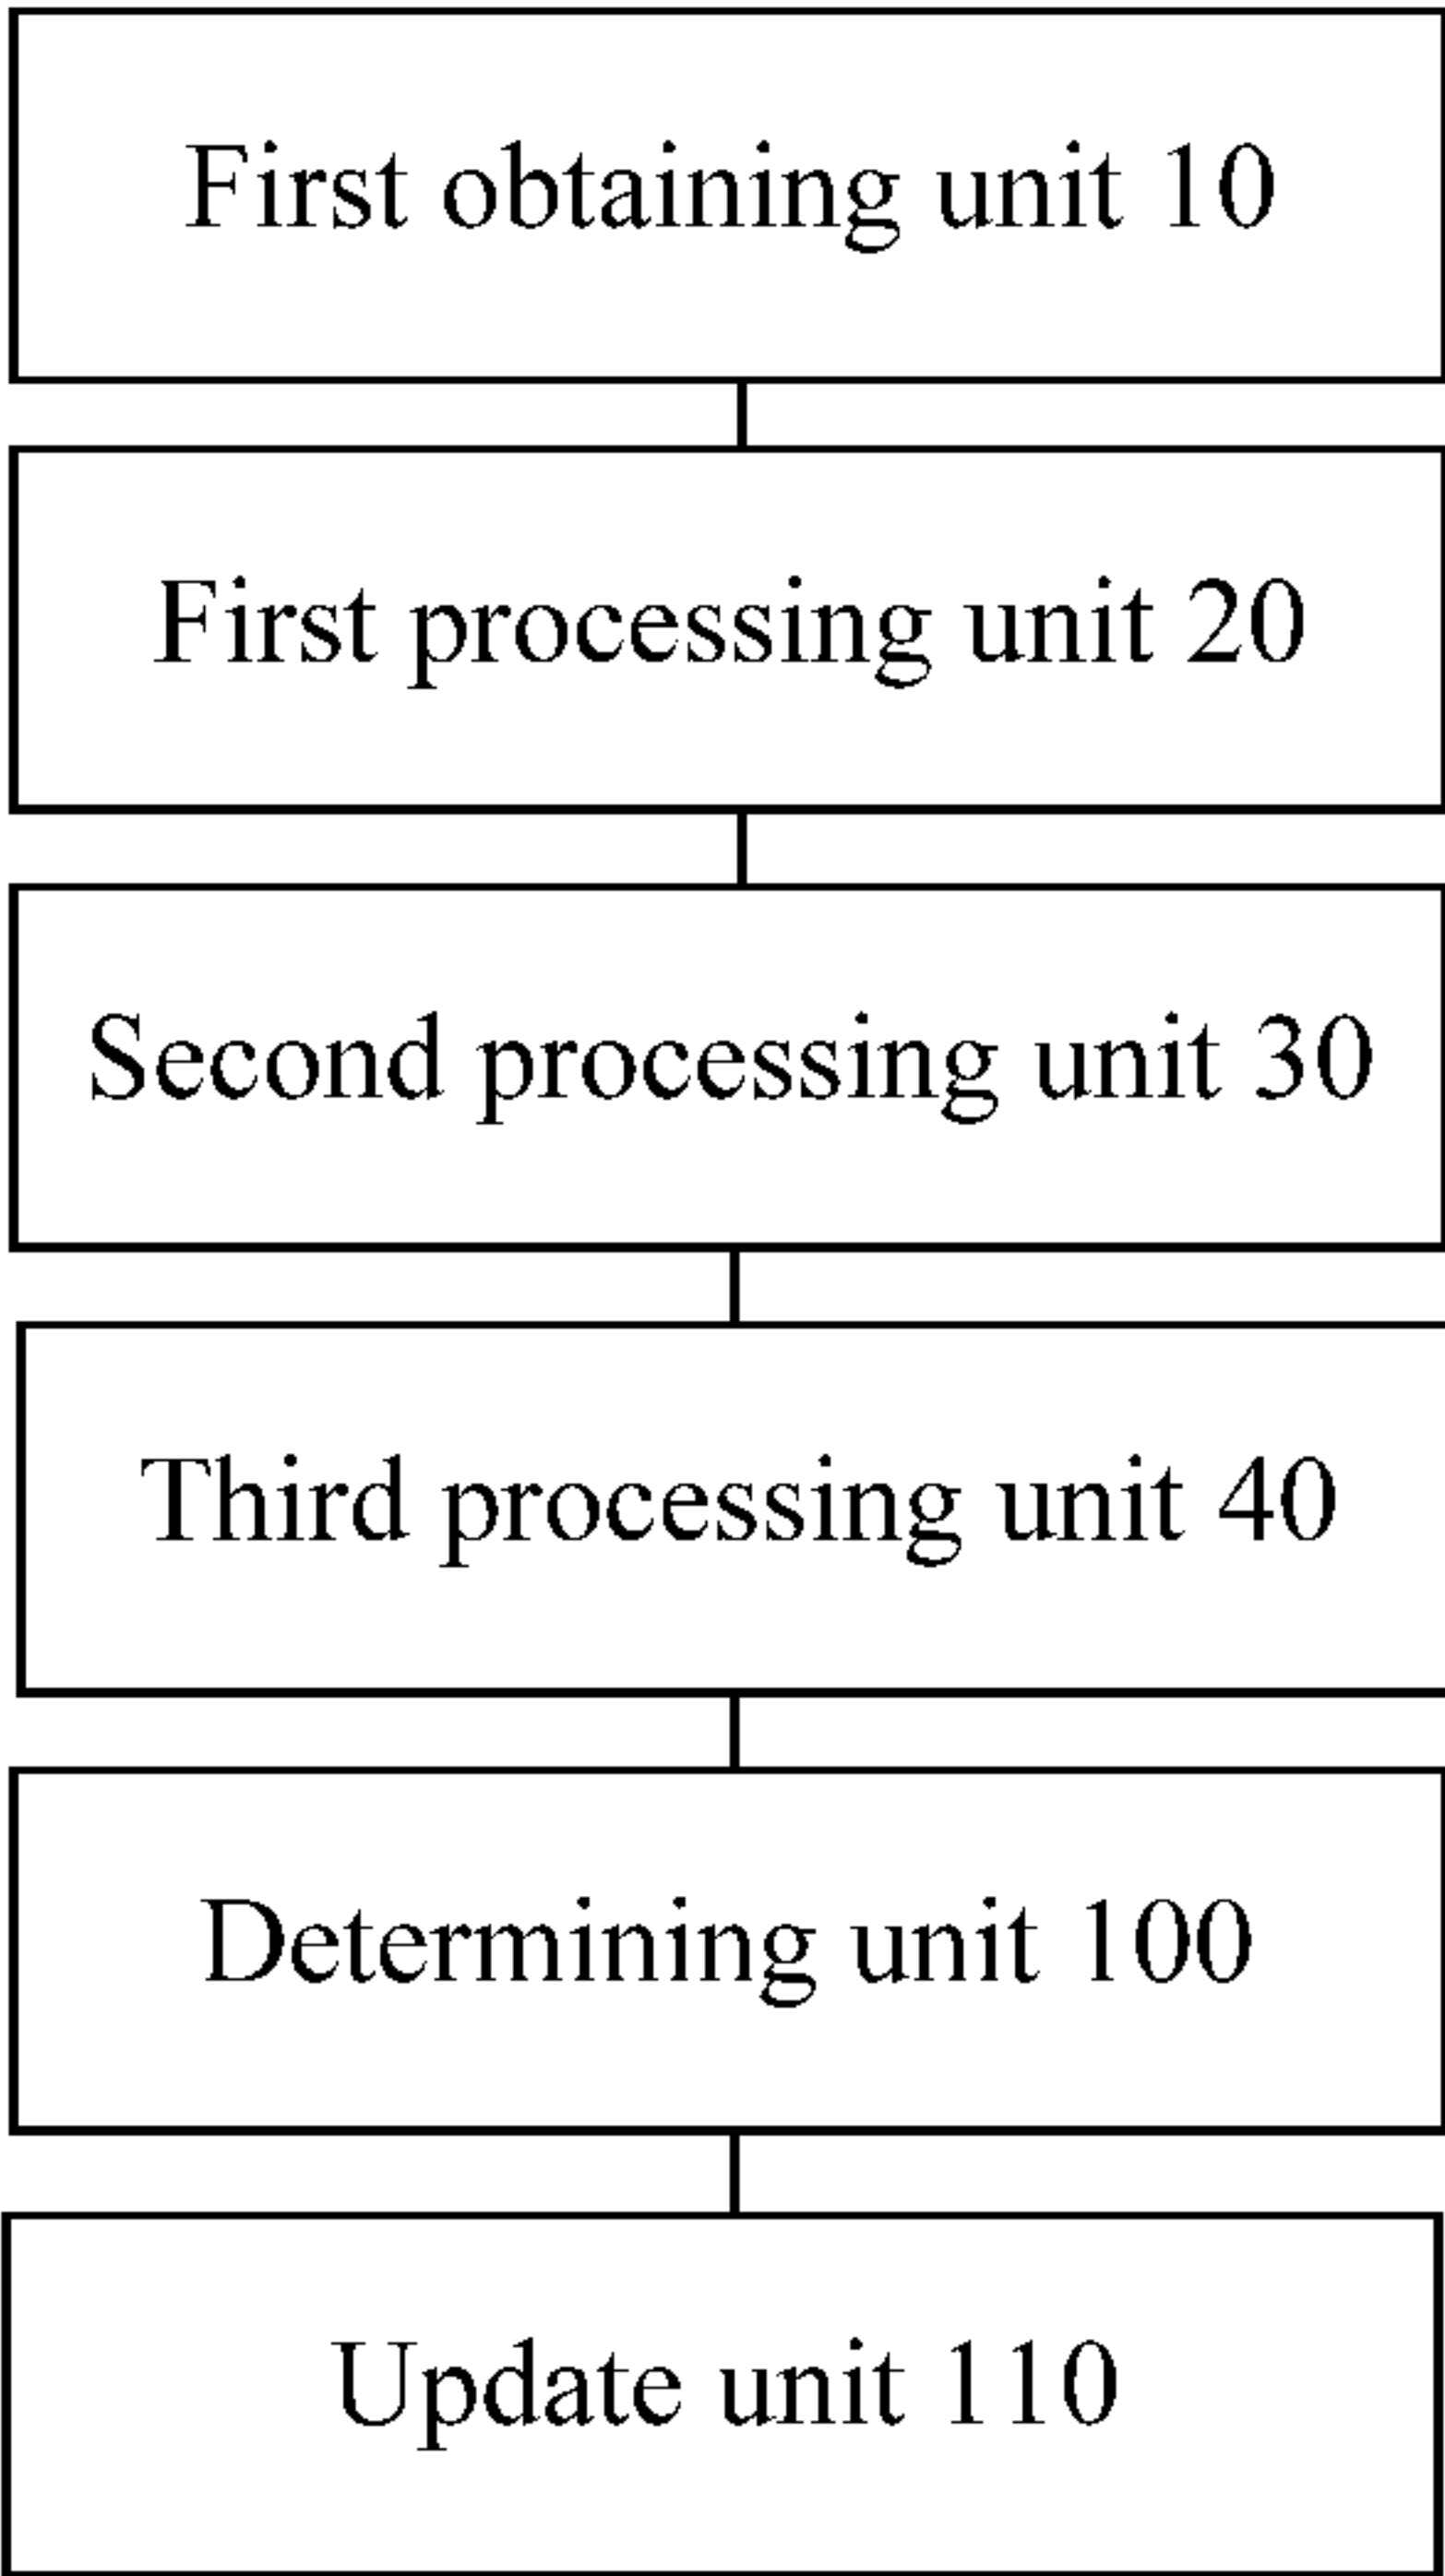 First obtaining unit 10
First processing unit 20
Second processing unit 30
Third processing unit 40
Determining unit 100
Update unit 110